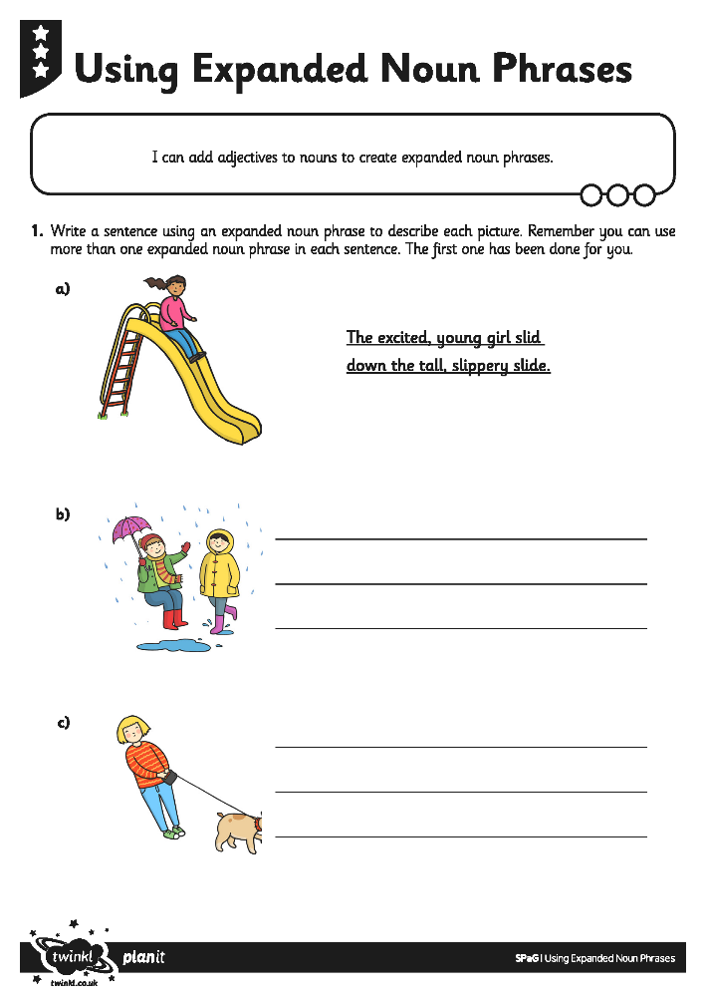 Using Expanded Noun Phrases
I can add adjectives to nouns to create expanded noun phrases.
1. Write a sentence using an expanded noun phrase to describe each picture. Remember you can use
more than one expanded noun phrase in each sentence. The first one has been done for you.
a)
The excited, young girl slid
down the tall, slippery slide.
b)
c)
twinkl planit
twinkl.co.uk
SPaG | Using Expanded Noun Phrases